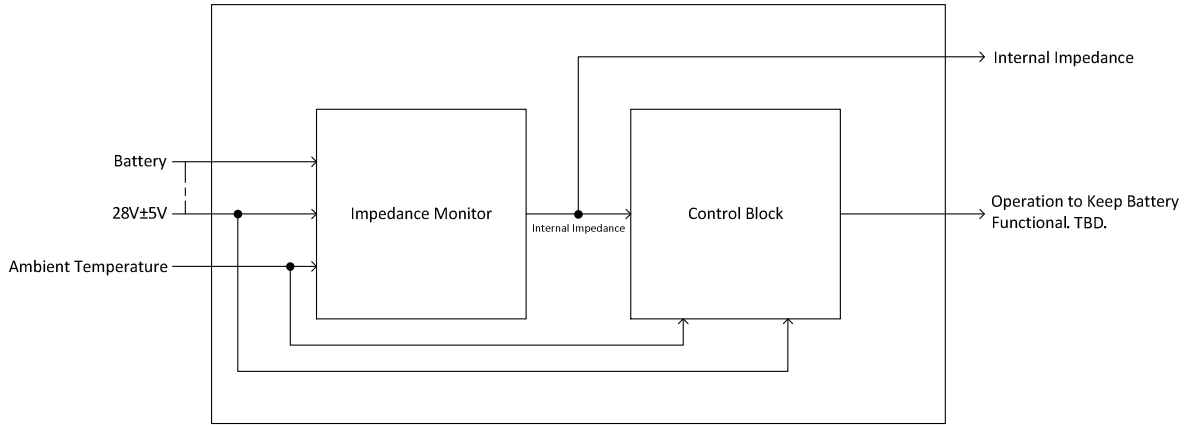 Internal Impedance
Battery
28V±5V
Ambient Temperature
Impedance Monitor
Internal Impedance
Control Block
Operation to Keep Battery
Functional. TBD.